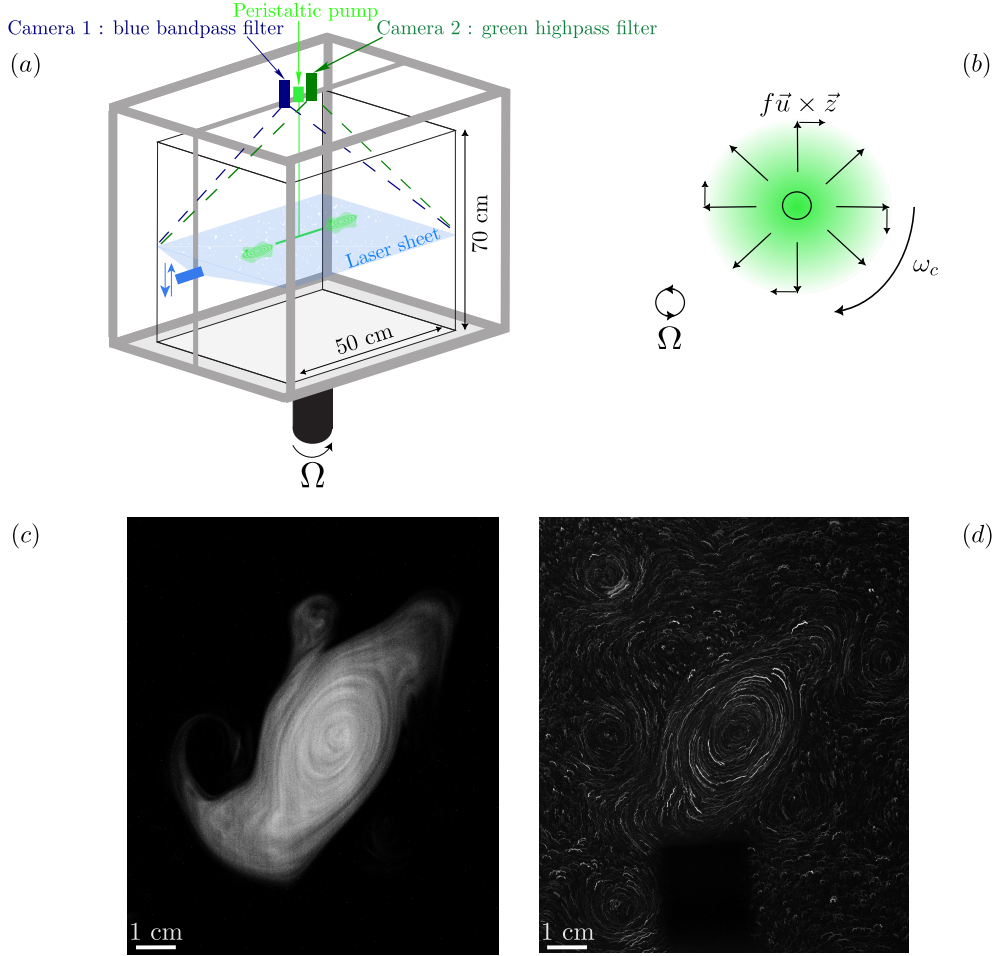 Peristaltic pump
Camera 1 : blue bandpass filter
Camera 2 : green highpass filter
(a)
(b)
f u⃗ × z⃗
70 cm
Laser sheet
ω_c
50 cm
Ω
Ω
(c)
(d)
1 cm
1 cm